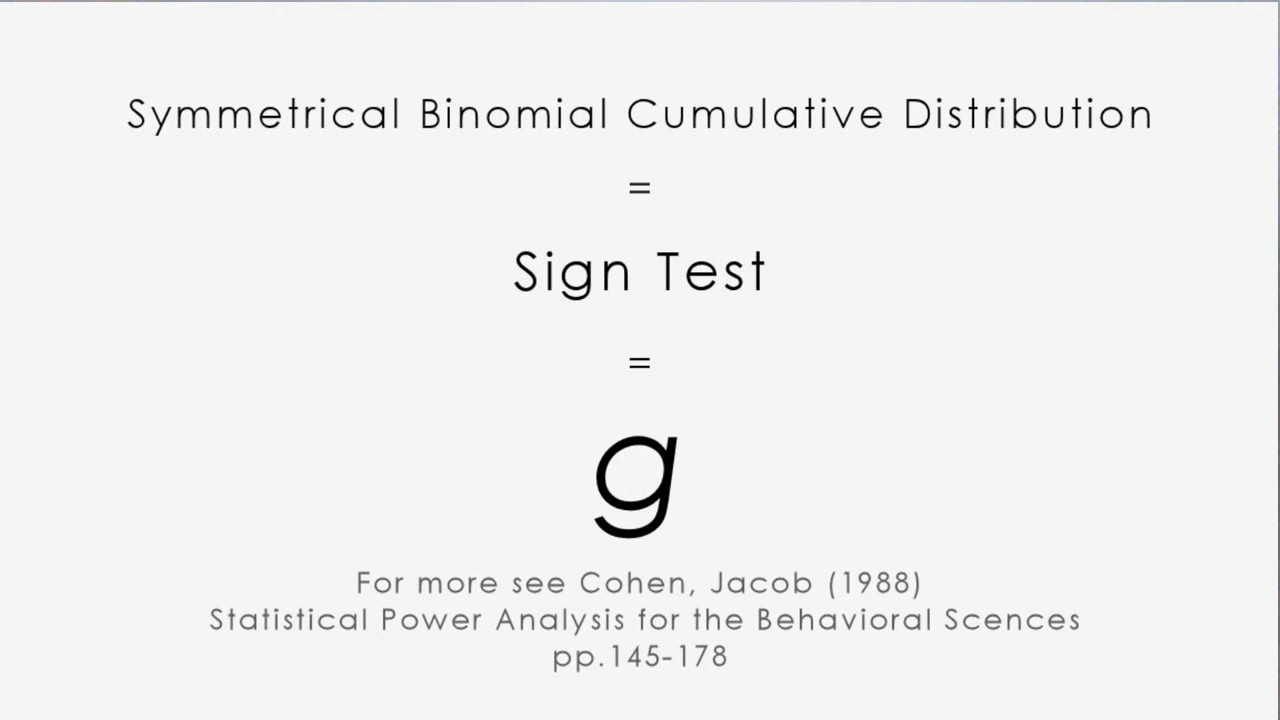 Symmetrical Binomial Cumulative Distribution
=
Sign Test
=
g
For more see Cohen, Jacob (1988)
Statistical Power Analysis for the Behavioral Scences
pp.145-178